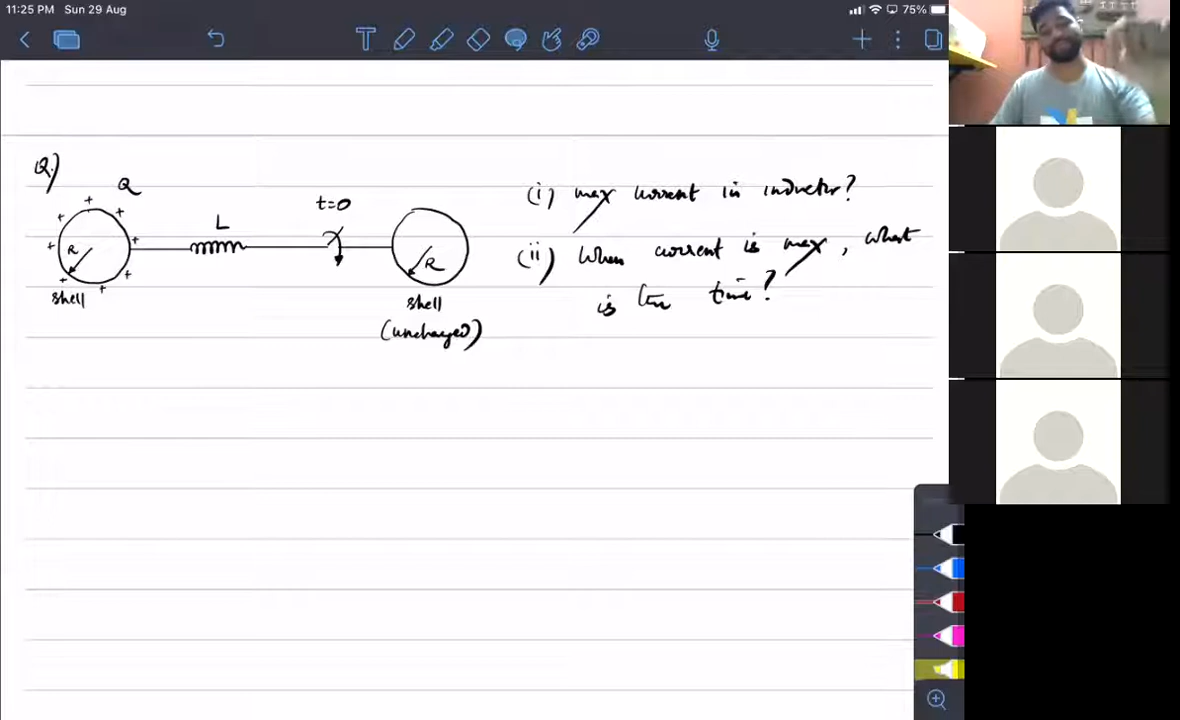 11:25 PM Sun 29 Aug
75%
Q)
Q
+ + + + + + + +
L
t=0
R
R
shell
shell
(uncharged)
(i) max current in inductor?
(ii) When current is max, what
is the time?
T